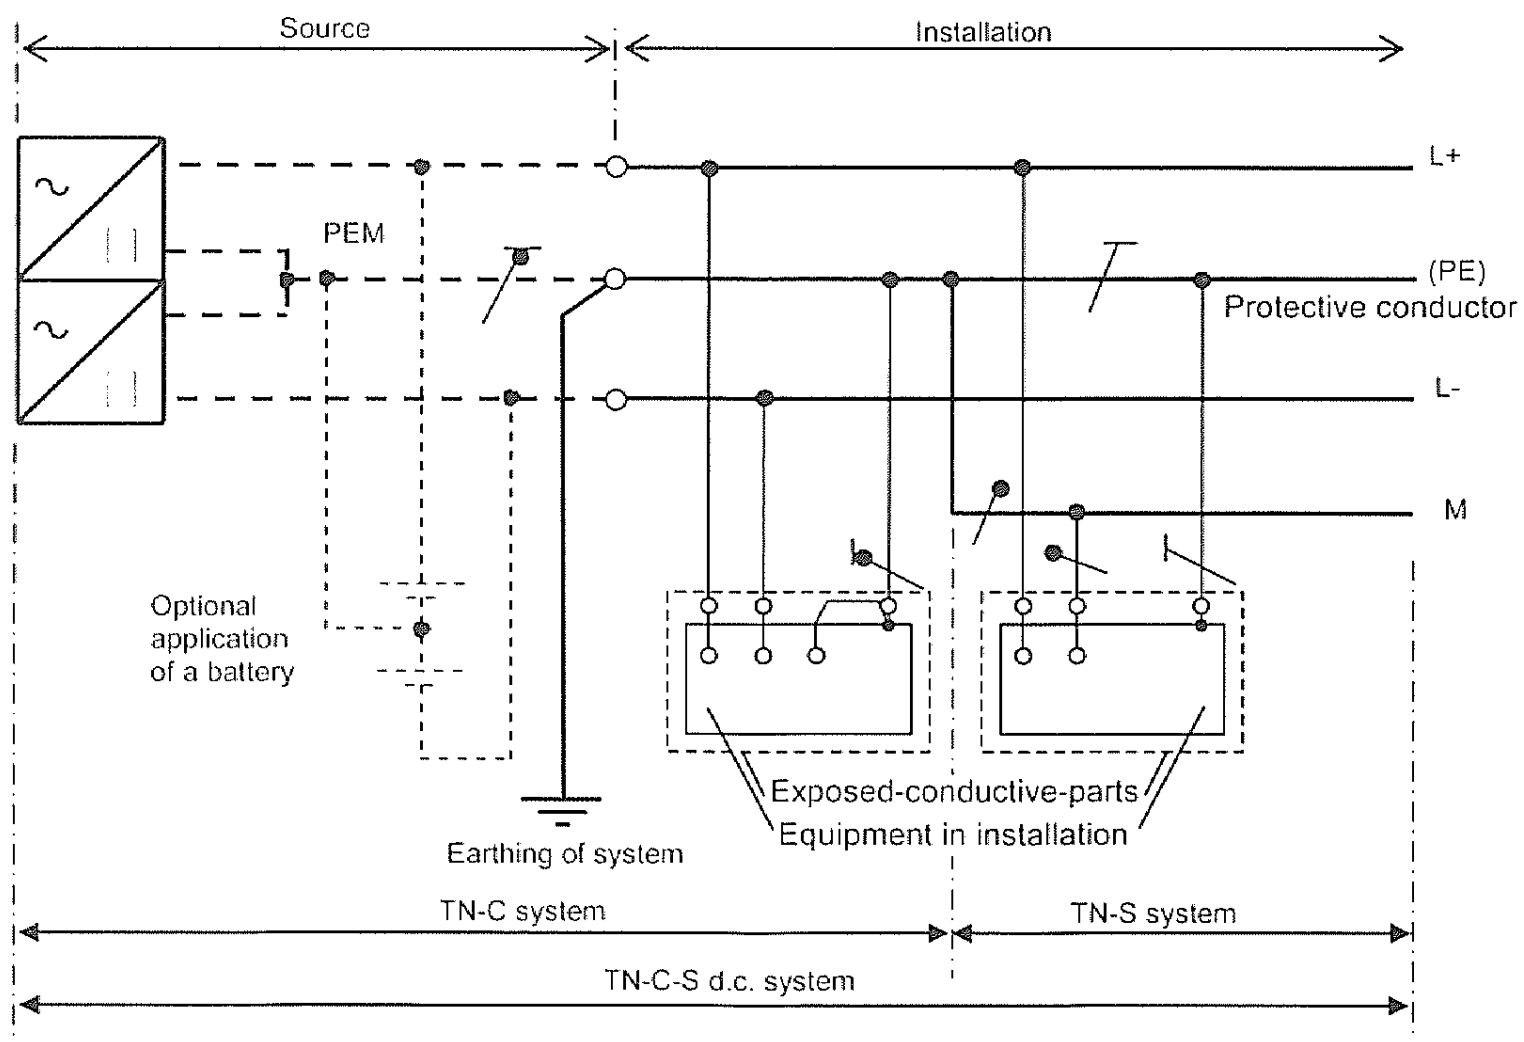 Source
Installation
L+
PEM
(PE)
Protective conductor
L-
M
Optional
application
of a battery
Exposed-conductive-parts
Equipment in installation
Earthing of system
TN-C system
TN-S system
TN-C-S d.c. system